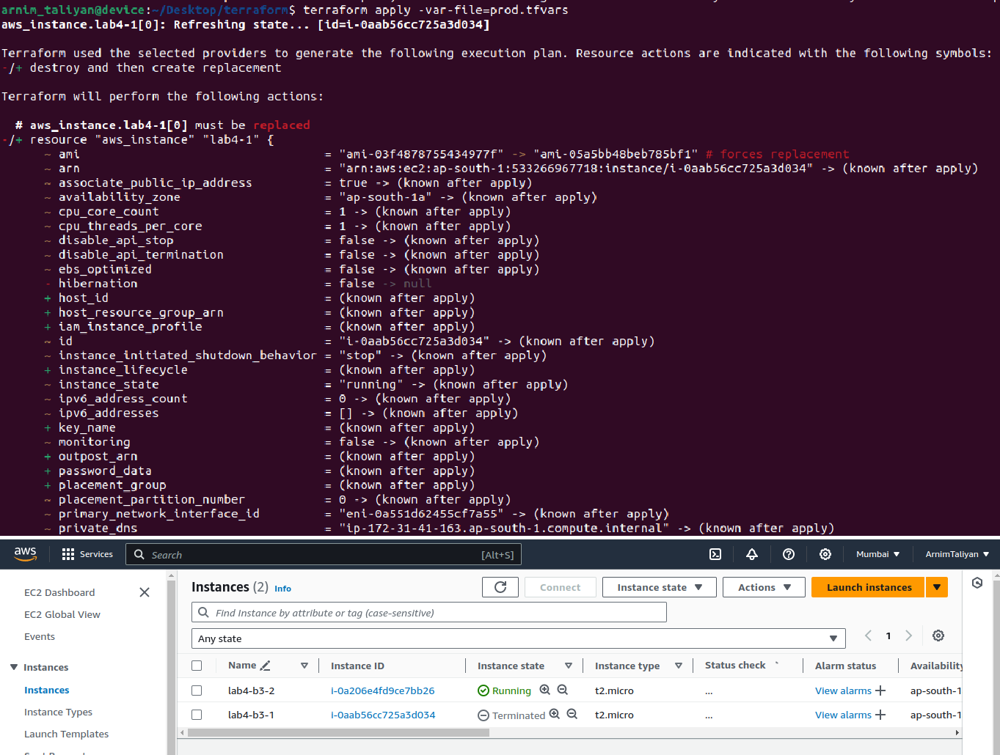 arnim_taliyan@device:~/Desktop/terraform$ terraform apply -var-file=prod.tfvars
aws_instance.lab4-1[0]: Refreshing state... [id=i-0aab56cc725a3d034]
Terraform used the selected providers to generate the following execution plan. Resource actions are indicated with the following symbols:
-/+ destroy and then create replacement
Terraform will perform the following actions:
# aws_instance.lab4-1[0] must be replaced
-/+ resource "aws_instance" "lab4-1" {
~ ami = "ami-03f4878755434977f" -> "ami-05a5bb48beb785bf1" # forces replacement
~ arn = "arn:aws:ec2:ap-south-1:533266967718:instance/i-0aab56cc725a3d034" -> (known after apply)
~ associate_public_ip_address = true -> (known after apply)
~ availability_zone = "ap-south-1a" -> (known after apply)
~ cpu_core_count = 1 -> (known after apply)
~ cpu_threads_per_core = 1 -> (known after apply)
~ disable_api_stop = false -> (known after apply)
~ disable_api_termination = false -> (known after apply)
~ ebs_optimized = false -> (known after apply)
- hibernation = false -> null
+ host_id = (known after apply)
+ host_resource_group_arn = (known after apply)
+ iam_instance_profile = (known after apply)
~ id = "i-0aab56cc725a3d034" -> (known after apply)
~ instance_initiated_shutdown_behavior = "stop" -> (known after apply)
+ instance_lifecycle = (known after apply)
~ instance_state = "running" -> (known after apply)
~ ipv6_address_count = 0 -> (known after apply)
~ ipv6_addresses = [] -> (known after apply)
+ key_name = (known after apply)
~ monitoring = false -> (known after apply)
+ outpost_arn = (known after apply)
+ password_data = (known after apply)
+ placement_group = (known after apply)
~ placement_partition_number = 0 -> (known after apply)
~ primary_network_interface_id = "eni-0a551d62455cf7a55" -> (known after apply)
~ private_dns = "ip-172-31-41-163.ap-south-1.compute.internal" -> (known after apply)
aws Services Search [Alt+S] Mumbai ArnimTaliyan
EC2 Dashboard
EC2 Global View
Events
Instances
Instances
Instance Types
Launch Templates
Instances (2) Info Connect Instance state Actions Launch instances
Find Instance by attribute or tag (case-sensitive)
Any state 1
Name Instance ID Instance state Instance type Status check Alarm status Availability
lab4-b3-2 i-0a206e4fd9ce7bb26 Running t2.micro ... View alarms ap-south-1
lab4-b3-1 i-0aab56cc725a3d034 Terminated t2.micro ... View alarms ap-south-1